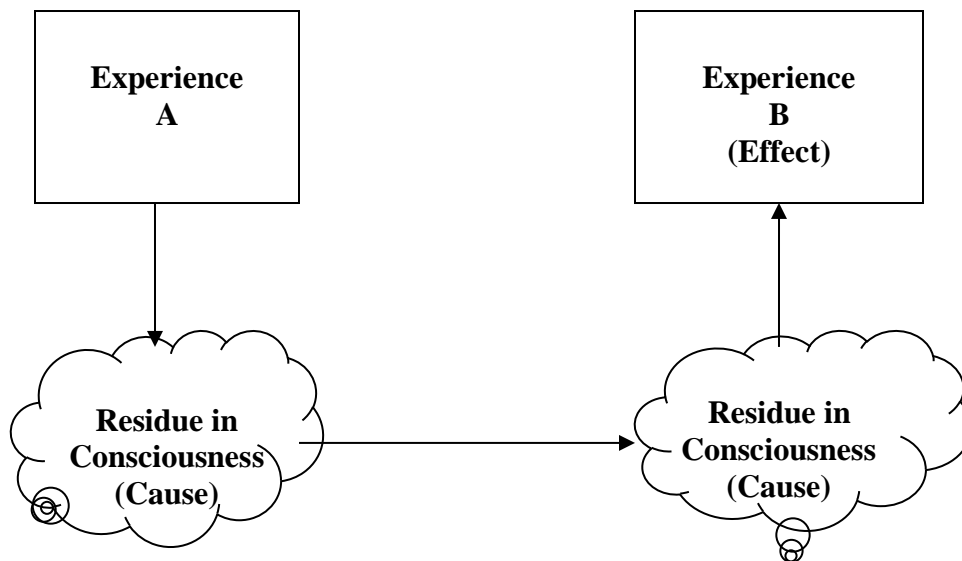 Experience
A
Experience
B
(Effect)
Residue in
Consciousness
(Cause)
Residue in
Consciousness
(Cause)